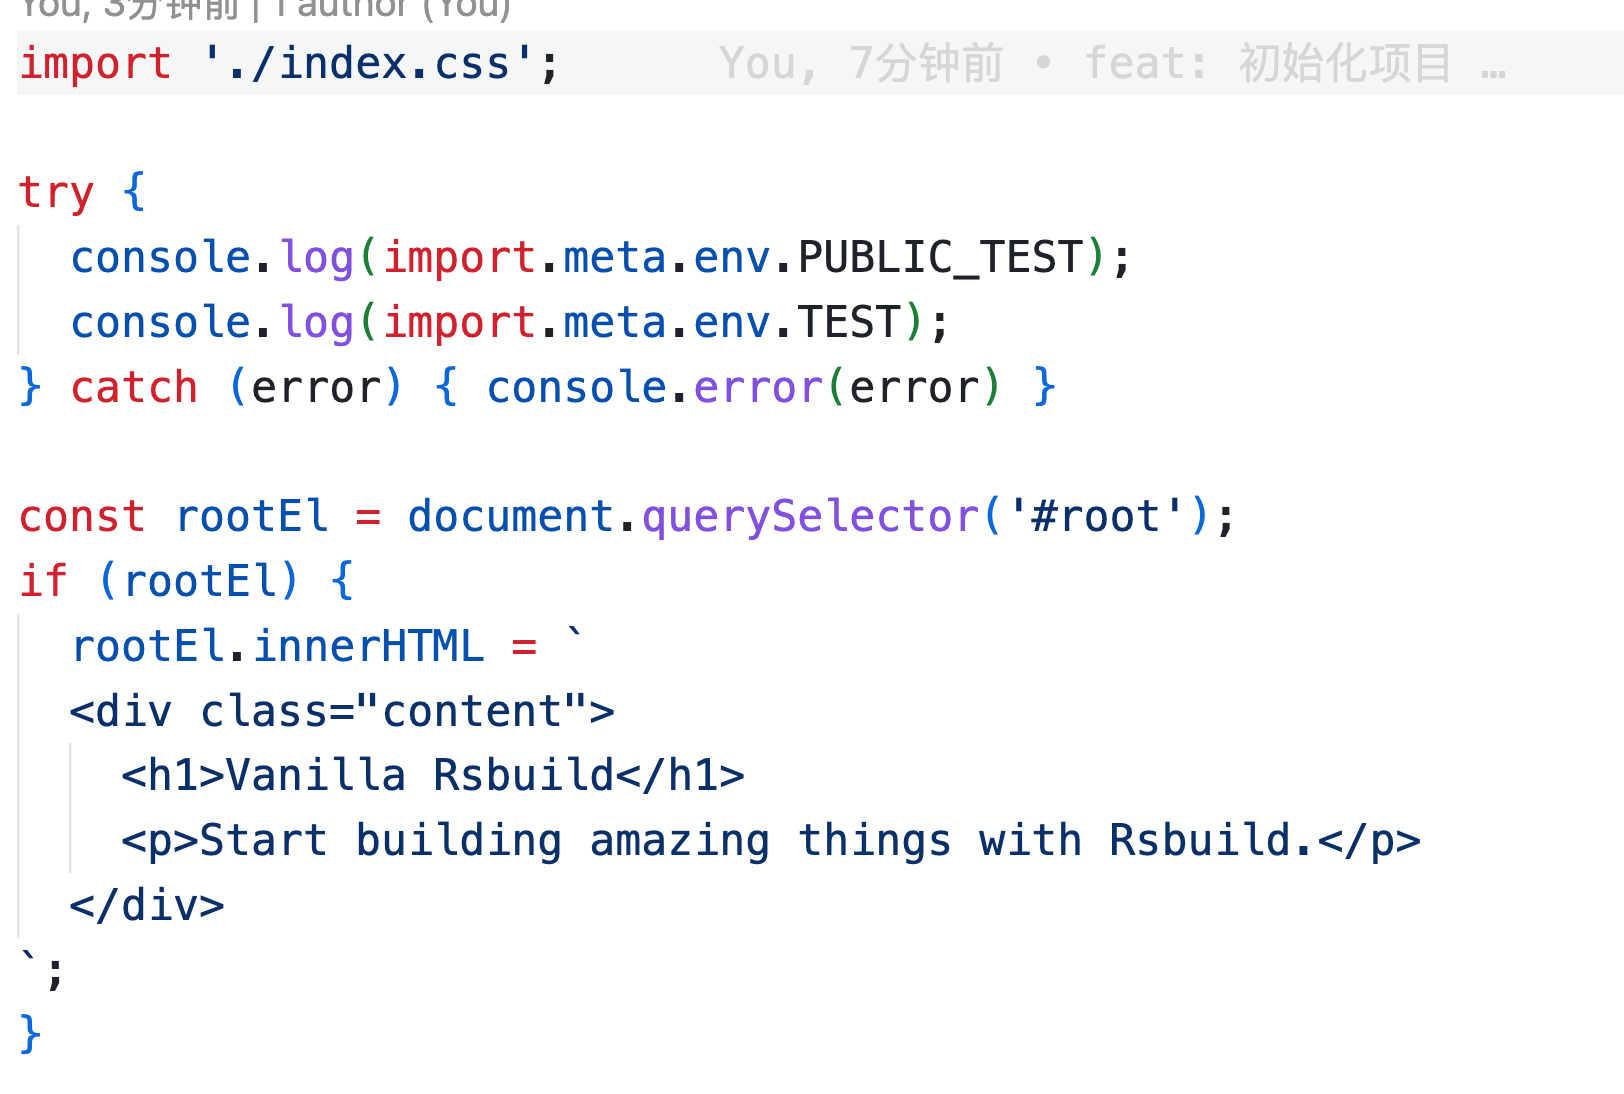 You, 3分钟前 | 1 author (You)
import './index.css';    You, 7分钟前 • feat: 初始化项目 …
try {
  console.log(import.meta.env.PUBLIC_TEST);
  console.log(import.meta.env.TEST);
} catch (error) { console.error(error) }
const rootEl = document.querySelector('#root');
if (rootEl) {
  rootEl.innerHTML = `
  <div class="content">
    <h1>Vanilla Rsbuild</h1>
    <p>Start building amazing things with Rsbuild.</p>
  </div>
`;
}